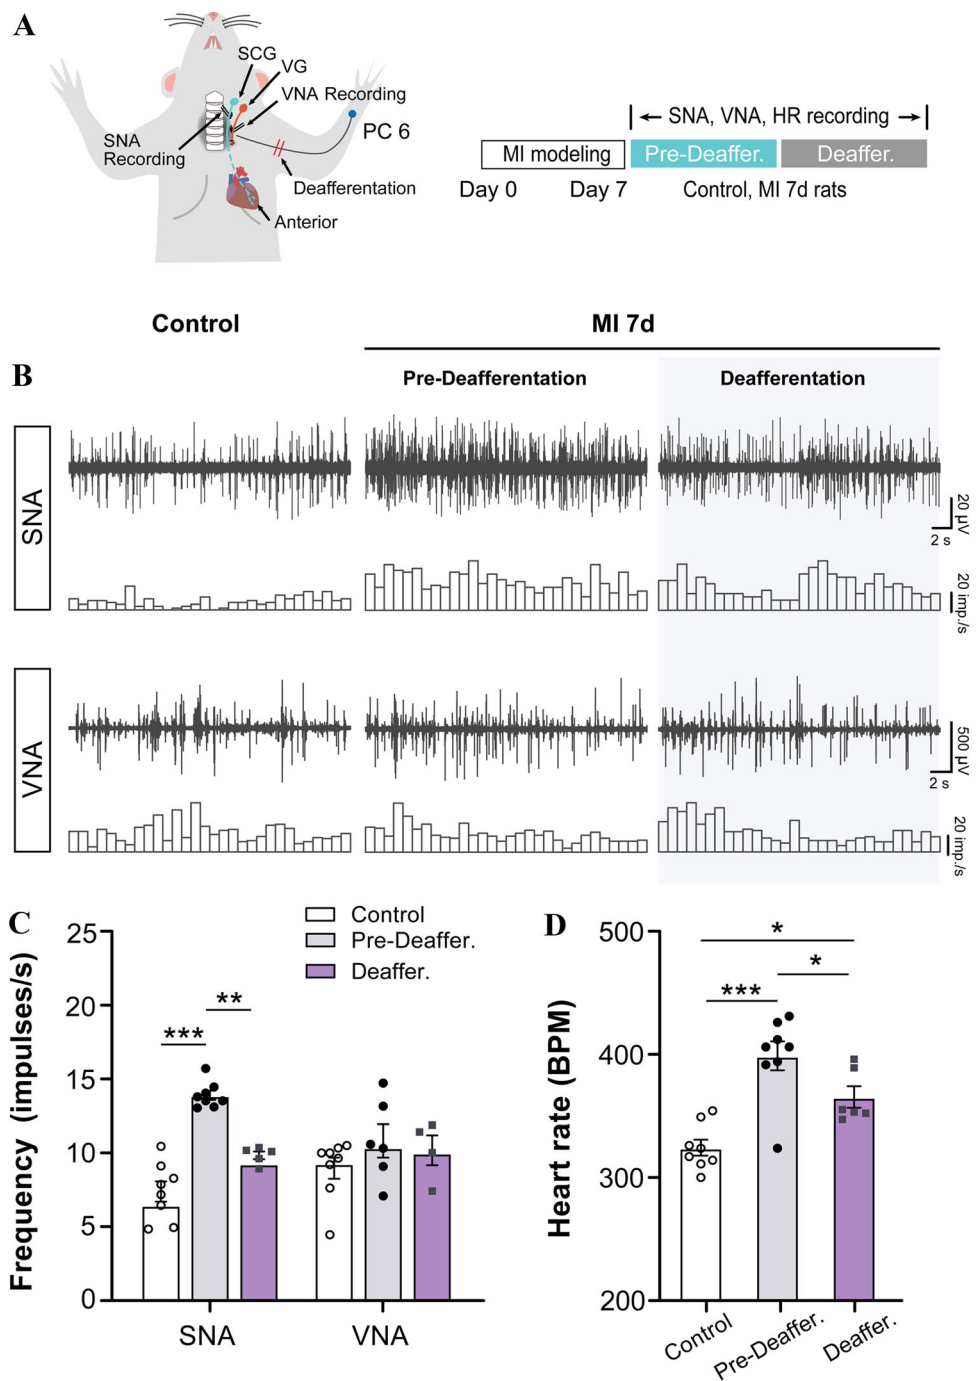 A
SCG
VG
VNA Recording
SNA
Recording
PC 6
Deafferentation
Anterior
SNA, VNA, HR recording
MI modeling
Pre-Deaffer.
Deaffer.
Day 0
Day 7
Control, MI 7d rats
Control
MI 7d
B
Pre-Deafferentation
Deafferentation
SNA
20 µV
2 s
20 imp./s
VNA
500 µV
2 s
20 imp./s
C
Control
Pre-Deaffer.
Deaffer.
Frequency (impulses/s)
25
20
15
10
5
0
***
**
SNA
VNA
D
Heart rate (BPM)
500
400
300
200
*
*
***
Control
Pre-Deaffer.
Deaffer.